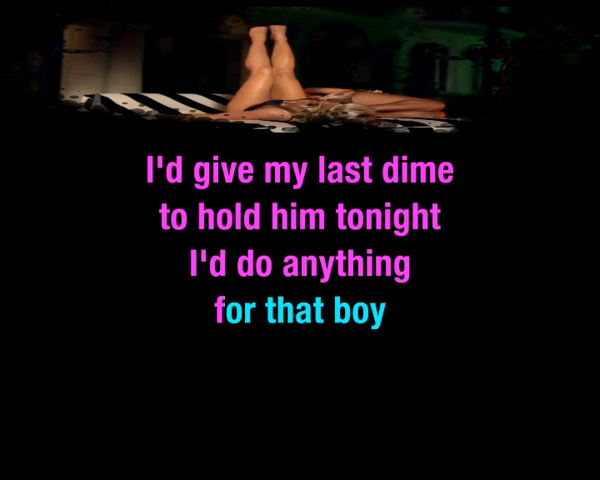 I'd give my last dime
to hold him tonight
I'd do anything
for that boy